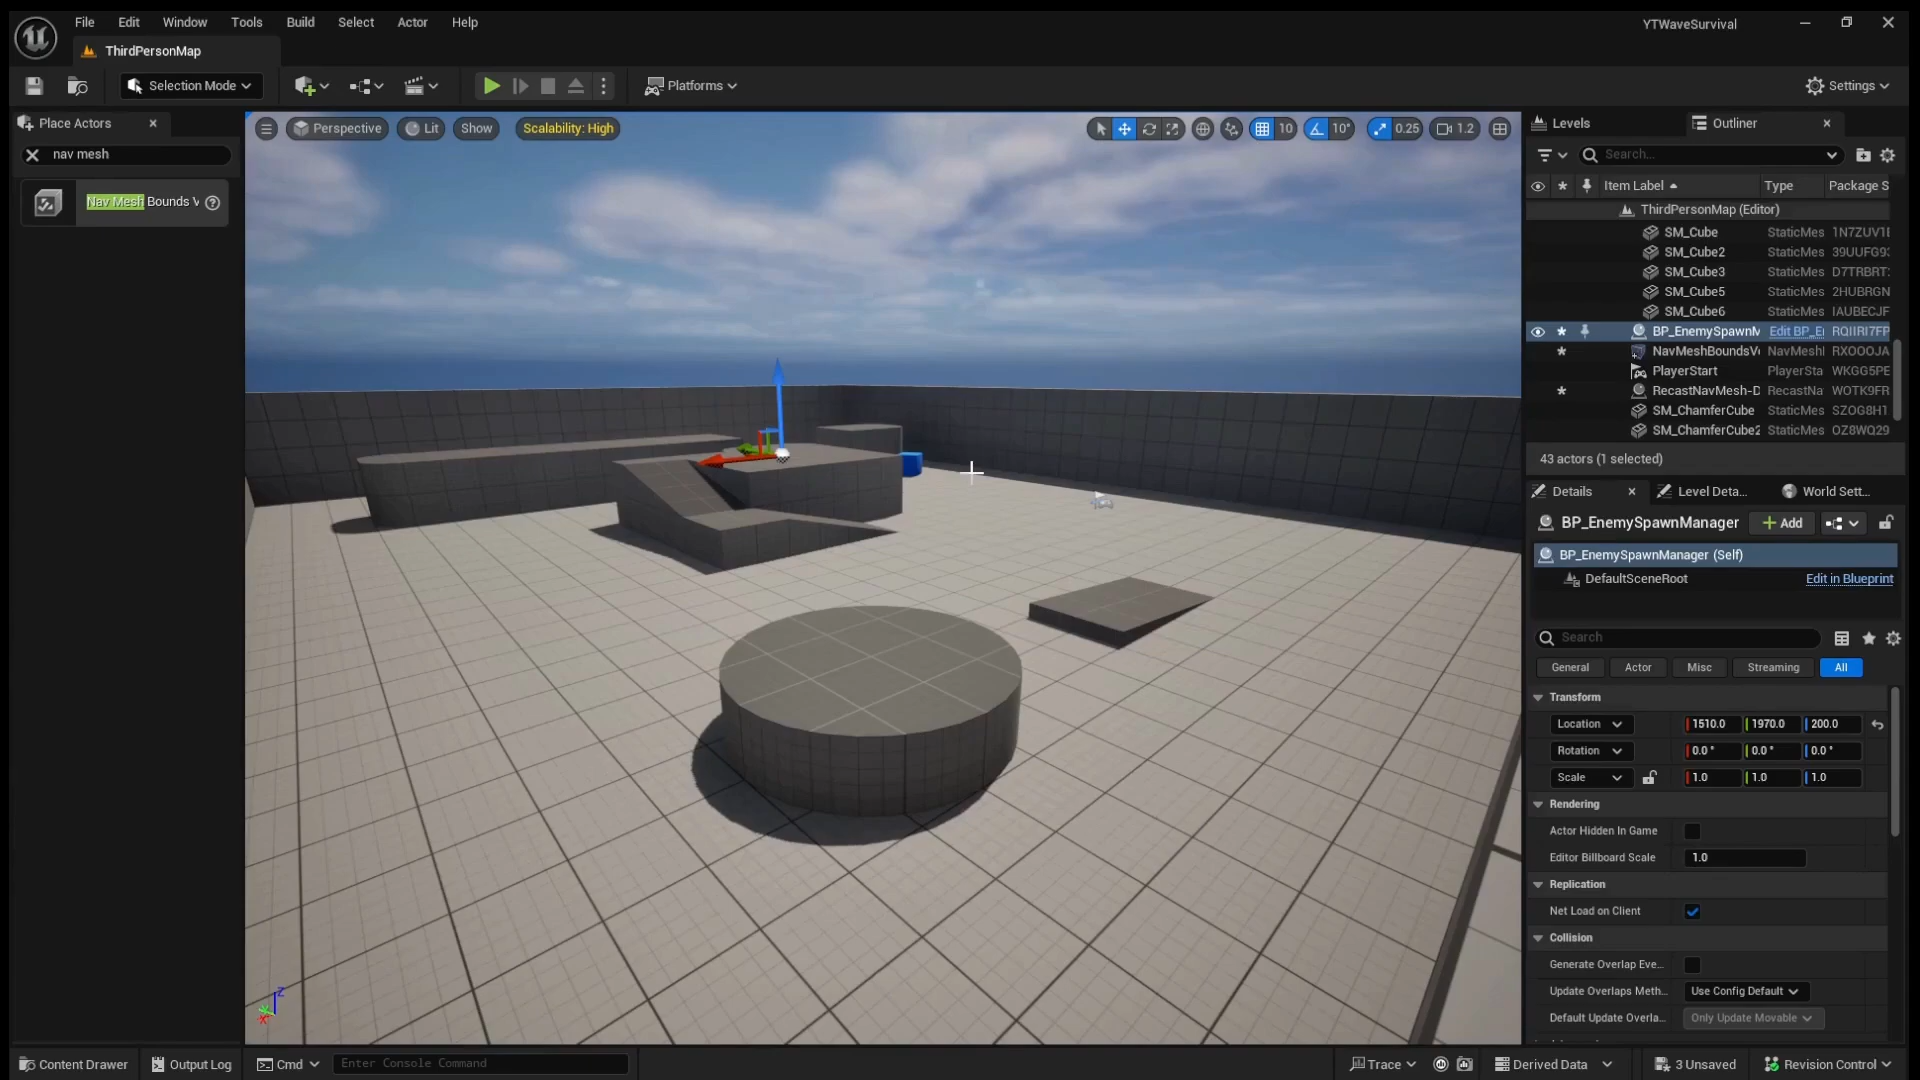 File Edit Window Tools Build Select Actor Help
YTWaveSurvival
ThirdPersonMap
Selection Mode
Platforms
Settings
Place Actors
nav mesh
Nav Mesh Bounds V
Perspective Lit Show Scalability: High
10 10° 0.25 1.2
Levels Outliner
Search...
Item Label Type Package S
ThirdPersonMap (Editor)
SM_Cube StaticMes 1N7ZUV1E
SM_Cube2 StaticMes 39UUFG93
SM_Cube3 StaticMes D7TRBRT
SM_Cube5 StaticMes 2HUBRGN
SM_Cube6 StaticMes IAUBECJF
BP_EnemySpawnM Edit BP_E RQIIRI7FP
NavMeshBoundsV NavMeshl RXOOOJA
PlayerStart PlayerSta WKGG5PE
RecastNavMesh-D RecastNa WOTK9FR
SM_ChamferCube StaticMes SZOG8H1
SM_ChamferCube2 StaticMes OZ8WQ29
43 actors (1 selected)
Details Level Deta... World Sett...
BP_EnemySpawnManager Add
BP_EnemySpawnManager (Self)
DefaultSceneRoot Edit in Blueprint
Search
General Actor Misc Streaming All
Transform
Location 1510.0 1970.0 200.0
Rotation 0.0 ° 0.0 ° 0.0 °
Scale 1.0 1.0 1.0
Rendering
Actor Hidden In Game
Editor Billboard Scale 1.0
Replication
Net Load on Client
Collision
Generate Overlap Eve...
Update Overlaps Meth... Use Config Default
Default Update Overla... Only Update Movable
Z
X
Content Drawer Output Log Cmd Enter Console Command
Trace Derived Data 3 Unsaved Revision Control